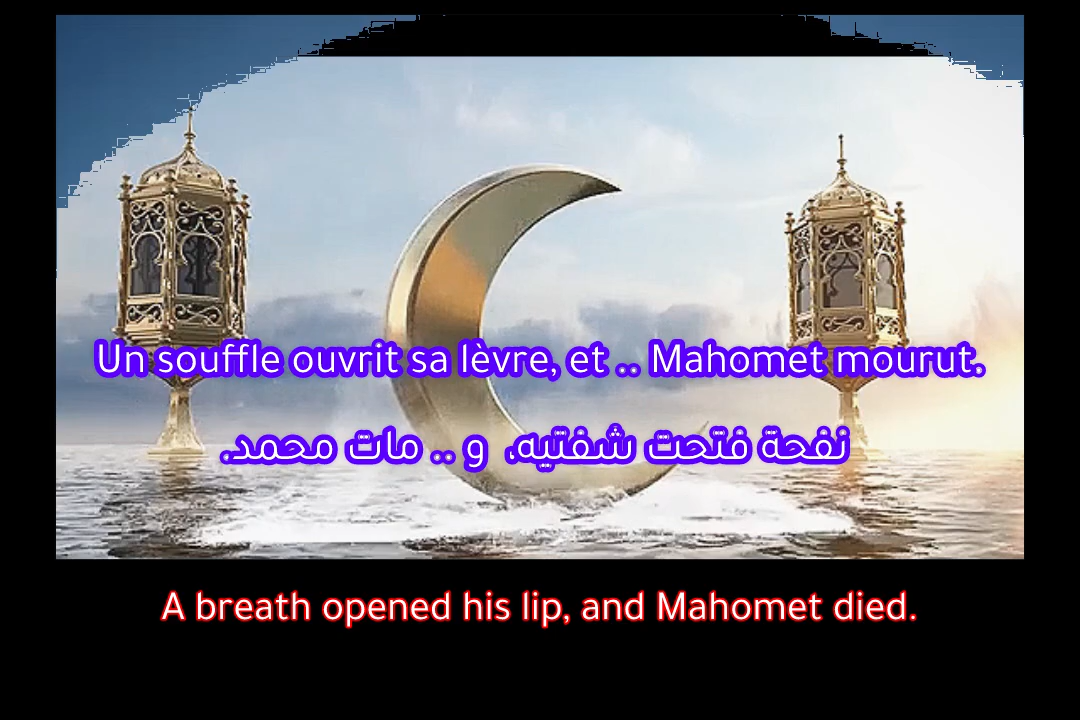 Un souffle ouvrit sa lèvre, et .. Mahomet mourut.
نفحة فتحت شفتيه، و .. مات محمد.
A breath opened his lip, and Mahomet died.